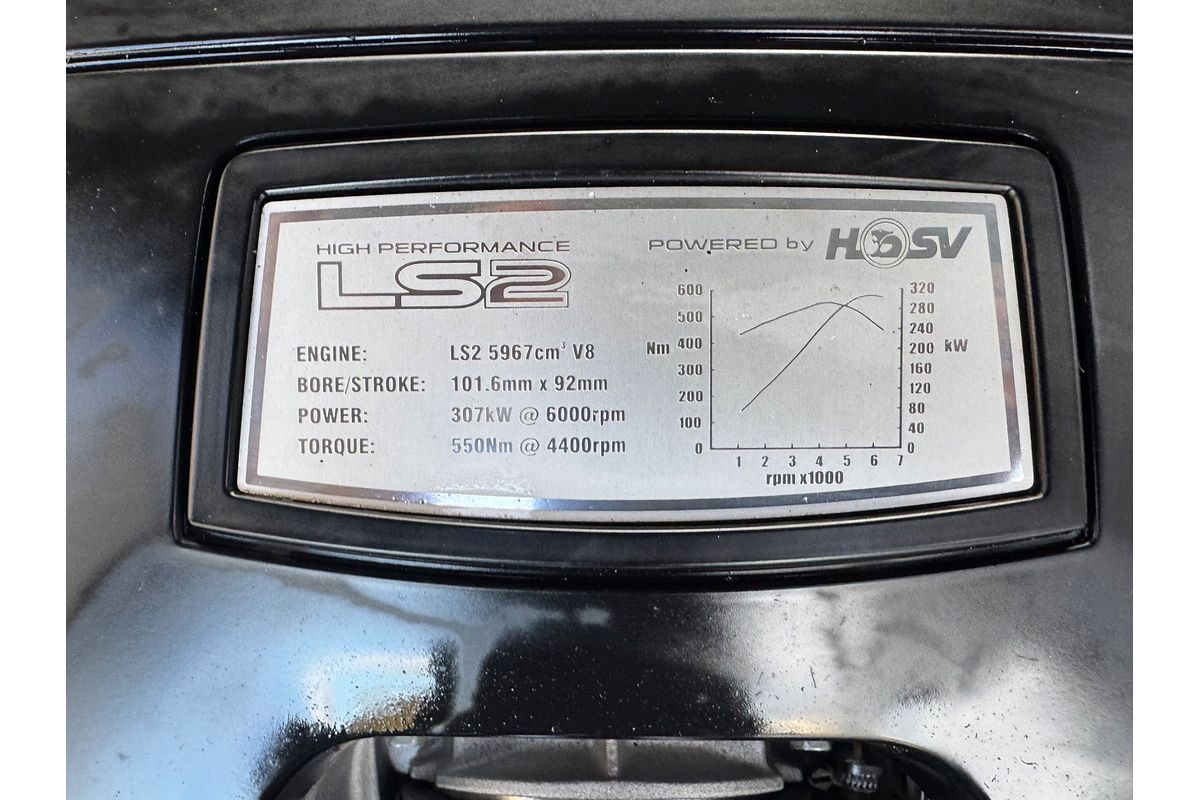 HIGH PERFORMANCE
LS2
POWERED by HSV
ENGINE: LS2 5967cm³ V8
BORE/STROKE: 101.6mm x 92mm
POWER: 307kW @ 6000rpm
TORQUE: 550Nm @ 4400rpm
600
500
400
300
200
100
0
Nm
320
280
240
200
160
120
80
40
0
kW
1 2 3 4 5 6 7
rpm x1000